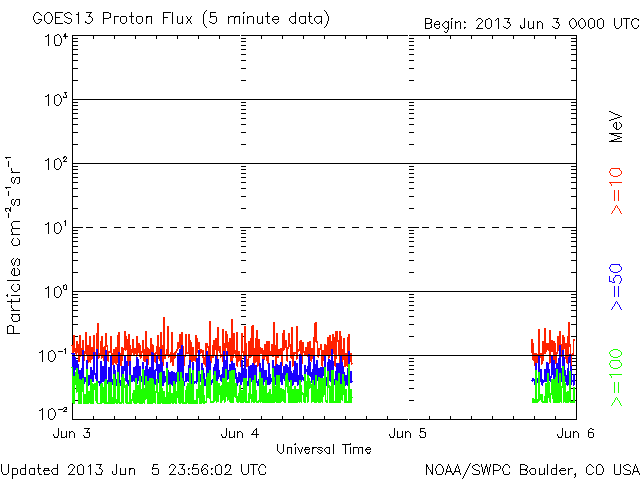 GOES13 Proton Flux (5 minute data)
Begin: 2013 Jun 3 0000 UTC
10⁴
10³
10²
10¹
10⁰
10⁻¹
10⁻²
Particles cm⁻²s⁻¹sr⁻¹
MeV
>=10
>=50
>=100
Jun 3
Jun 4
Jun 5
Jun 6
Universal Time
Updated 2013 Jun 5 23:56:02 UTC
NOAA/SWPC Boulder, CO USA